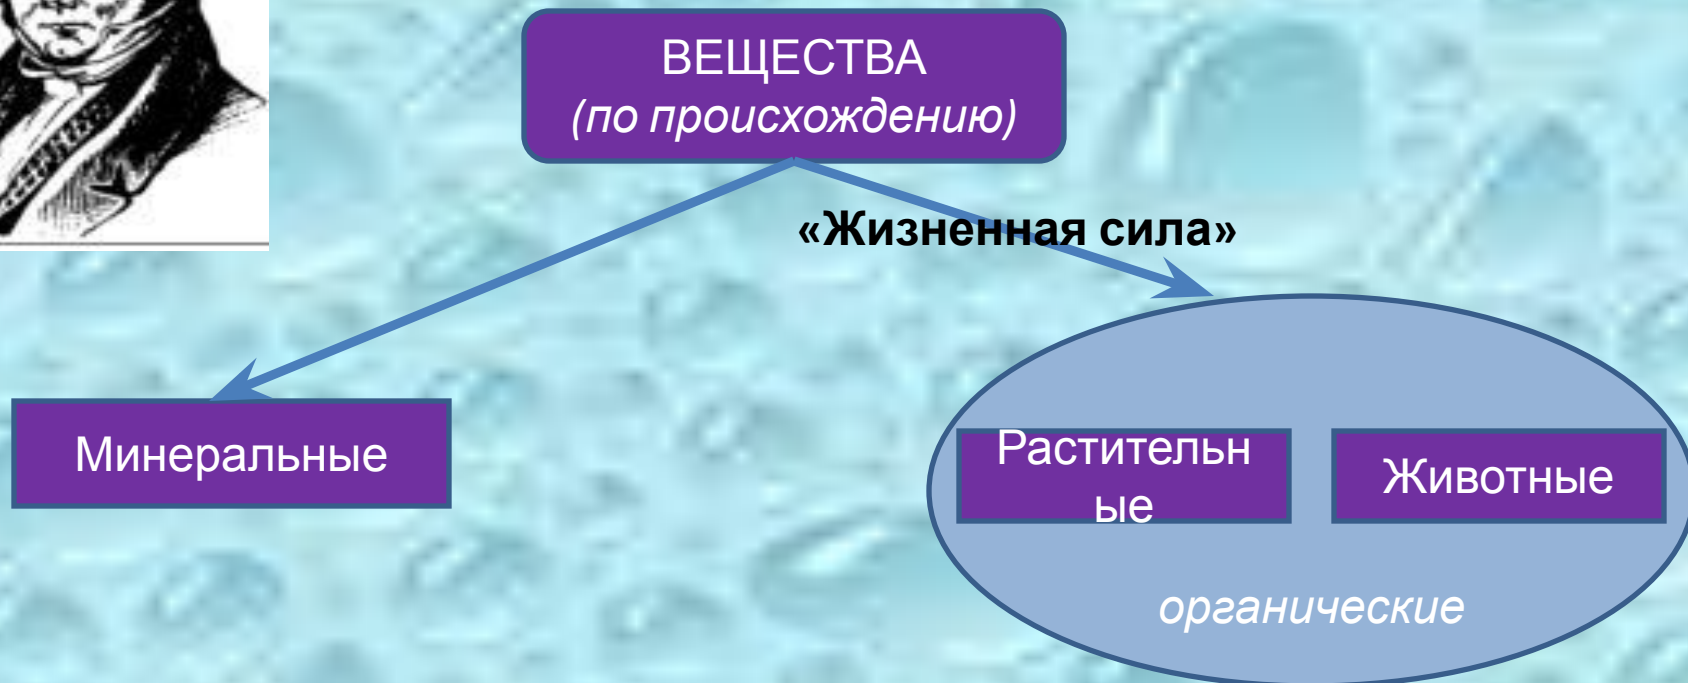 ВЕЩЕСТВА
(по происхождению)
«Жизненная сила»
Минеральные
Растительн
ые
Животные
органические